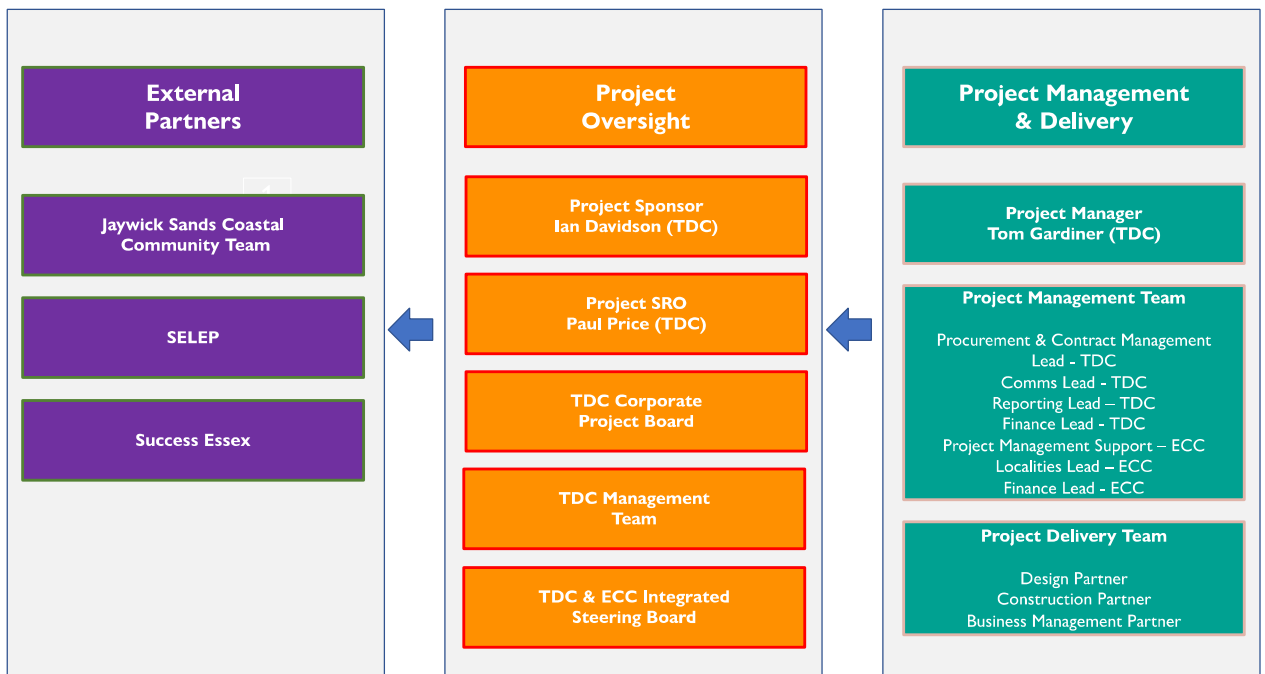 External
Partners
Jaywick Sands Coastal
Community Team
SELEP
Success Essex
Project
Oversight
Project Sponsor
Ian Davidson (TDC)
Project SRO
Paul Price (TDC)
TDC Corporate
Project Board
TDC Management
Team
TDC & ECC Integrated
Steering Board
Project Management
& Delivery
Project Manager
Tom Gardiner (TDC)
Project Management Team
Procurement & Contract Management
Lead - TDC
Comms Lead - TDC
Reporting Lead – TDC
Finance Lead - TDC
Project Management Support – ECC
Localities Lead – ECC
Finance Lead - ECC
Project Delivery Team
Design Partner
Construction Partner
Business Management Partner